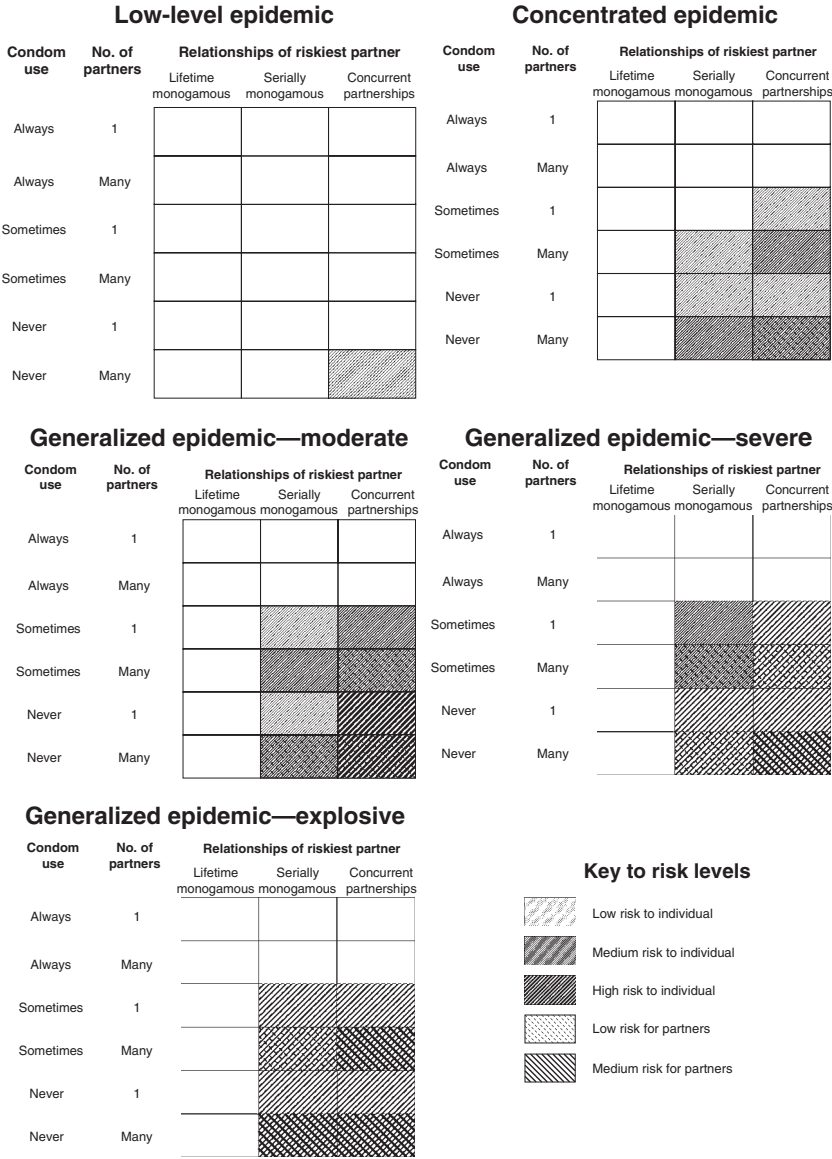 Low-level epidemic
Condom use No. of partners Relationships of riskiest partner
Lifetime monogamous Serially monogamous Concurrent partnerships
Always 1
Always Many
Sometimes 1
Sometimes Many
Never 1
Never Many
Concentrated epidemic
Condom use No. of partners Relationships of riskiest partner
Lifetime monogamous Serially monogamous Concurrent partnerships
Always 1
Always Many
Sometimes 1
Sometimes Many
Never 1
Never Many
Generalized epidemic—moderate
Condom use No. of partners Relationships of riskiest partner
Lifetime monogamous Serially monogamous Concurrent partnerships
Always 1
Always Many
Sometimes 1
Sometimes Many
Never 1
Never Many
Generalized epidemic—severe
Condom use No. of partners Relationships of riskiest partner
Lifetime monogamous Serially monogamous Concurrent partnerships
Always 1
Always Many
Sometimes 1
Sometimes Many
Never 1
Never Many
Generalized epidemic—explosive
Condom use No. of partners Relationships of riskiest partner
Lifetime monogamous Serially monogamous Concurrent partnerships
Always 1
Always Many
Sometimes 1
Sometimes Many
Never 1
Never Many
Key to risk levels
Low risk to individual
Medium risk to individual
High risk to individual
Low risk for partners
Medium risk for partners